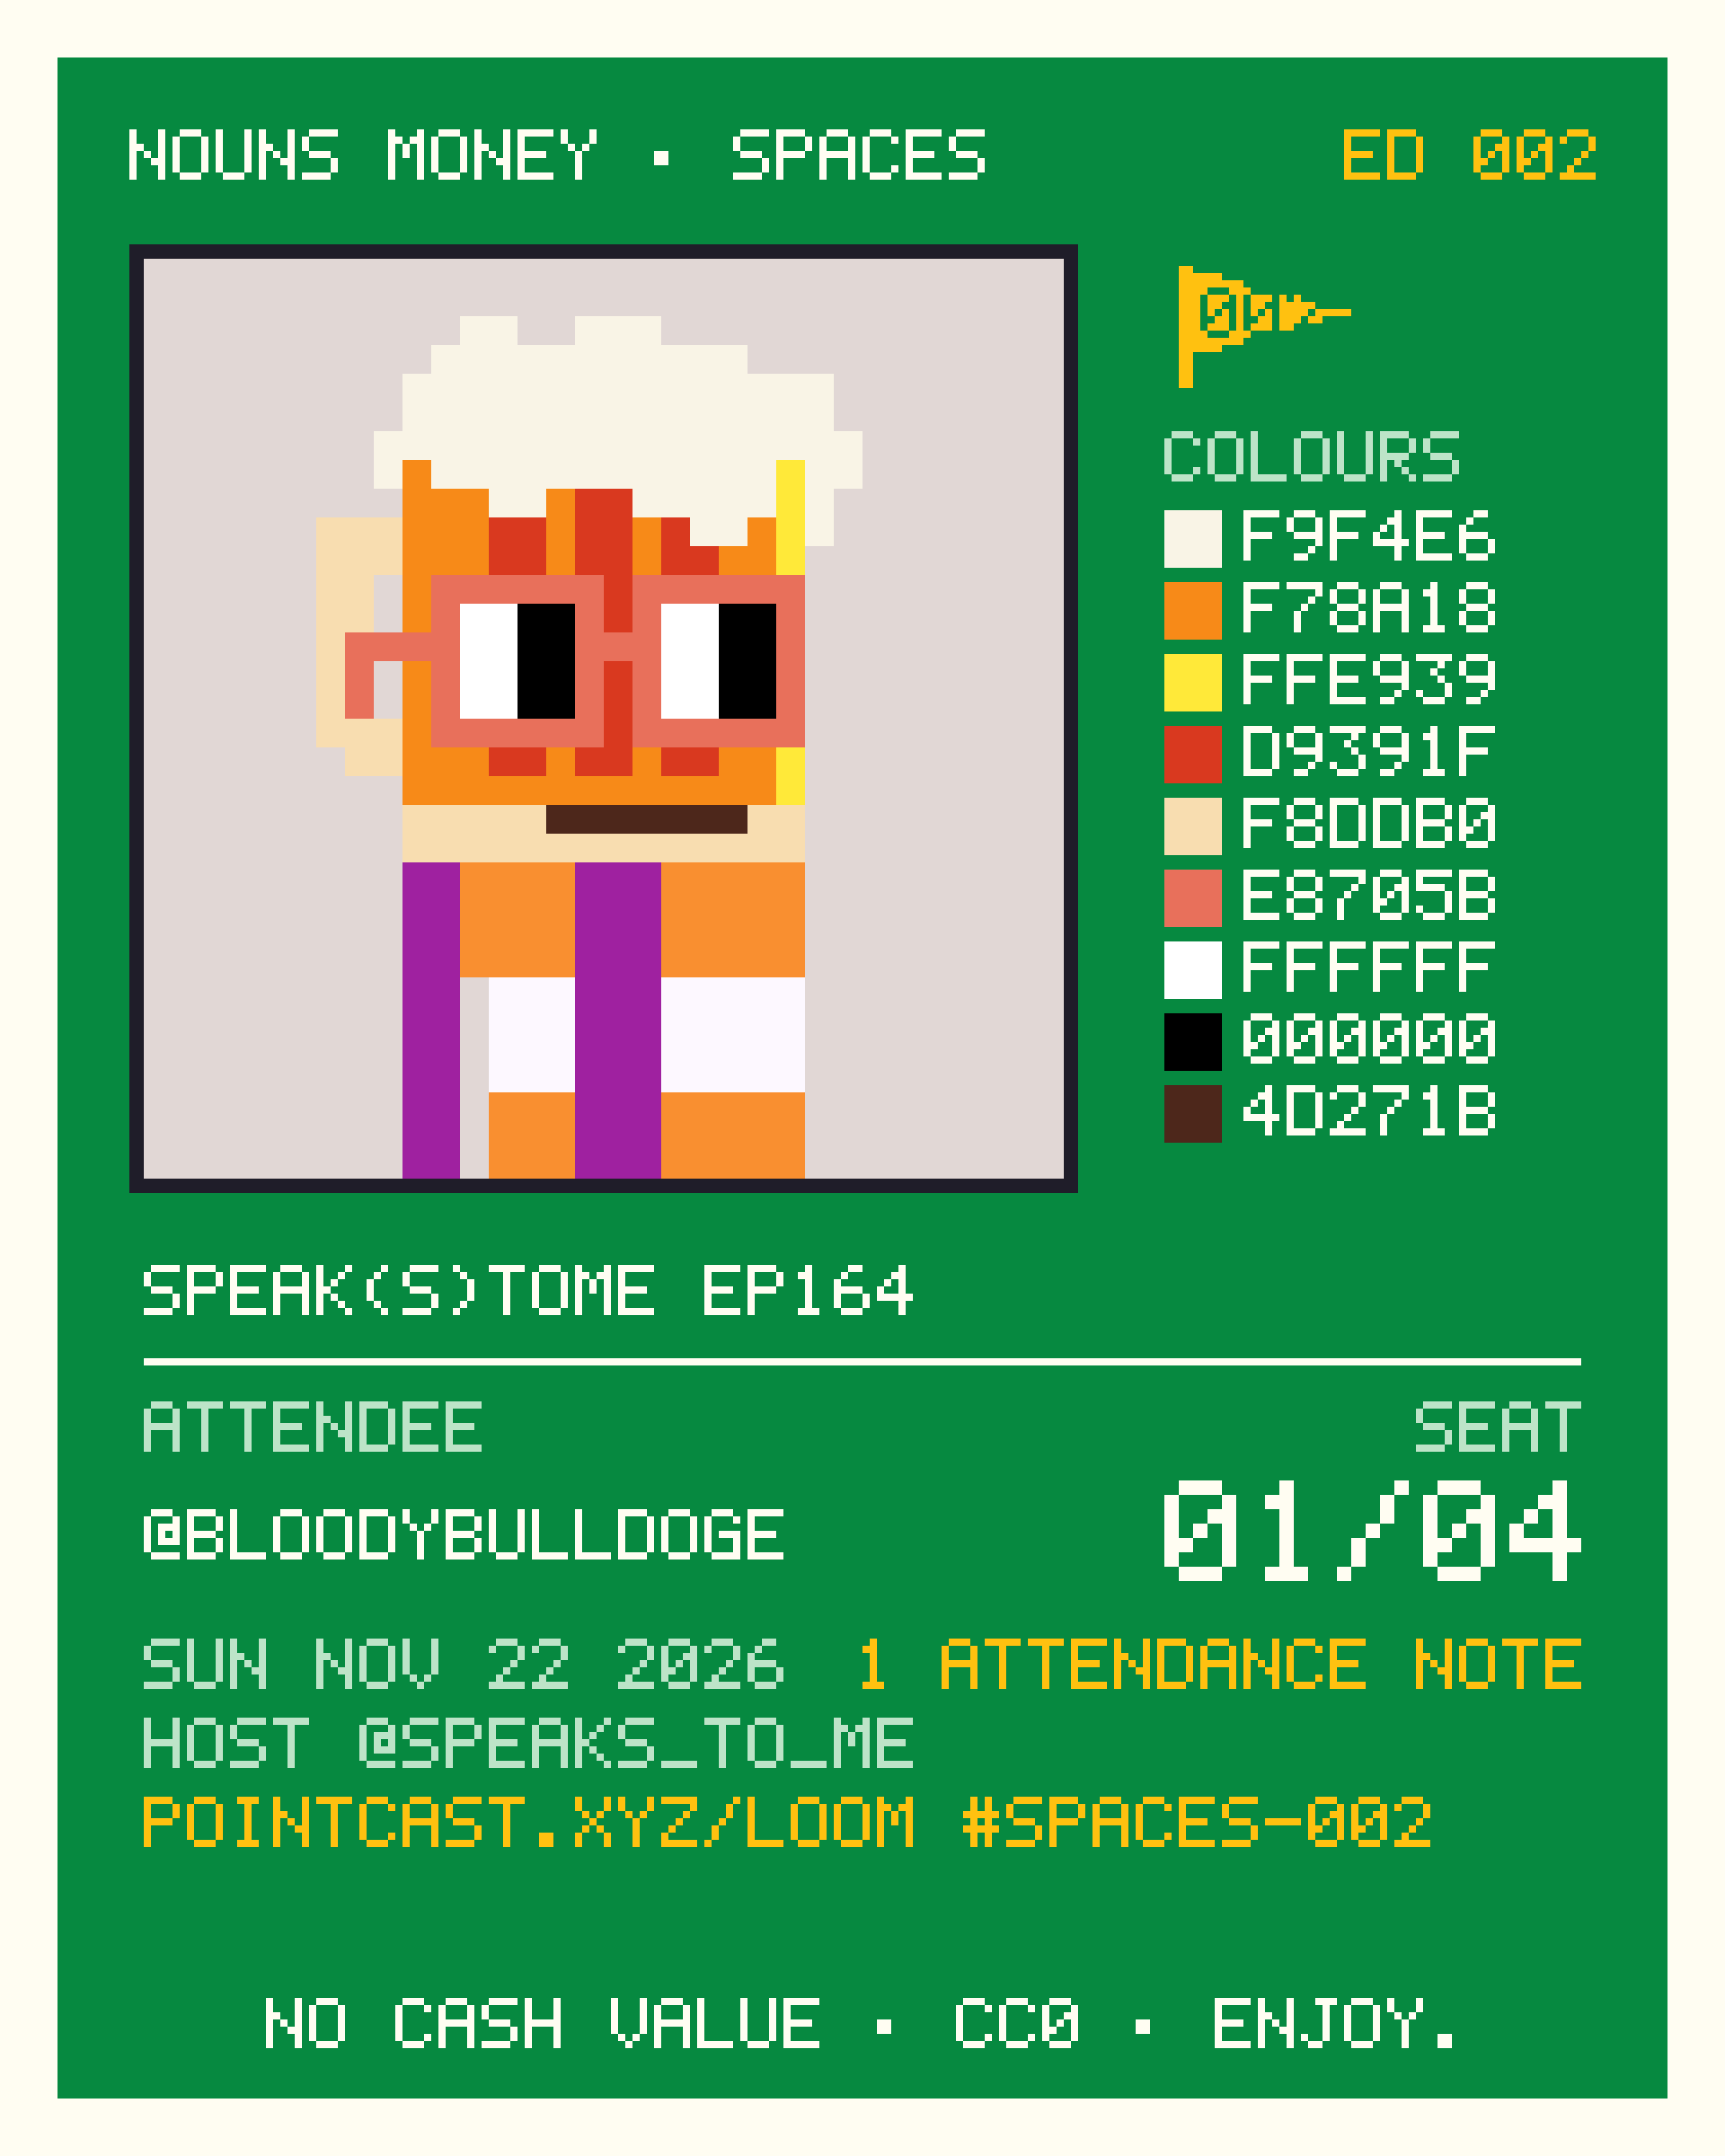 NOUNS MONEY · SPACES
ED 002
COLOURS
F9F4E6
F78A18
FFE939
D9391F
F8DDB0
E8705B
FFFFFF
000000
4D271B
SPEAK(S)TOME EP164
ATTENDEE
SEAT
@BLOODYBULLDOGE
01/04
SUN NOV 22 2026
1 ATTENDANCE NOTE
HOST @SPEAKS_TO_ME
POINTCAST.XYZ/LOOM #SPACES-002
NO CASH VALUE · CC0 · ENJOY.